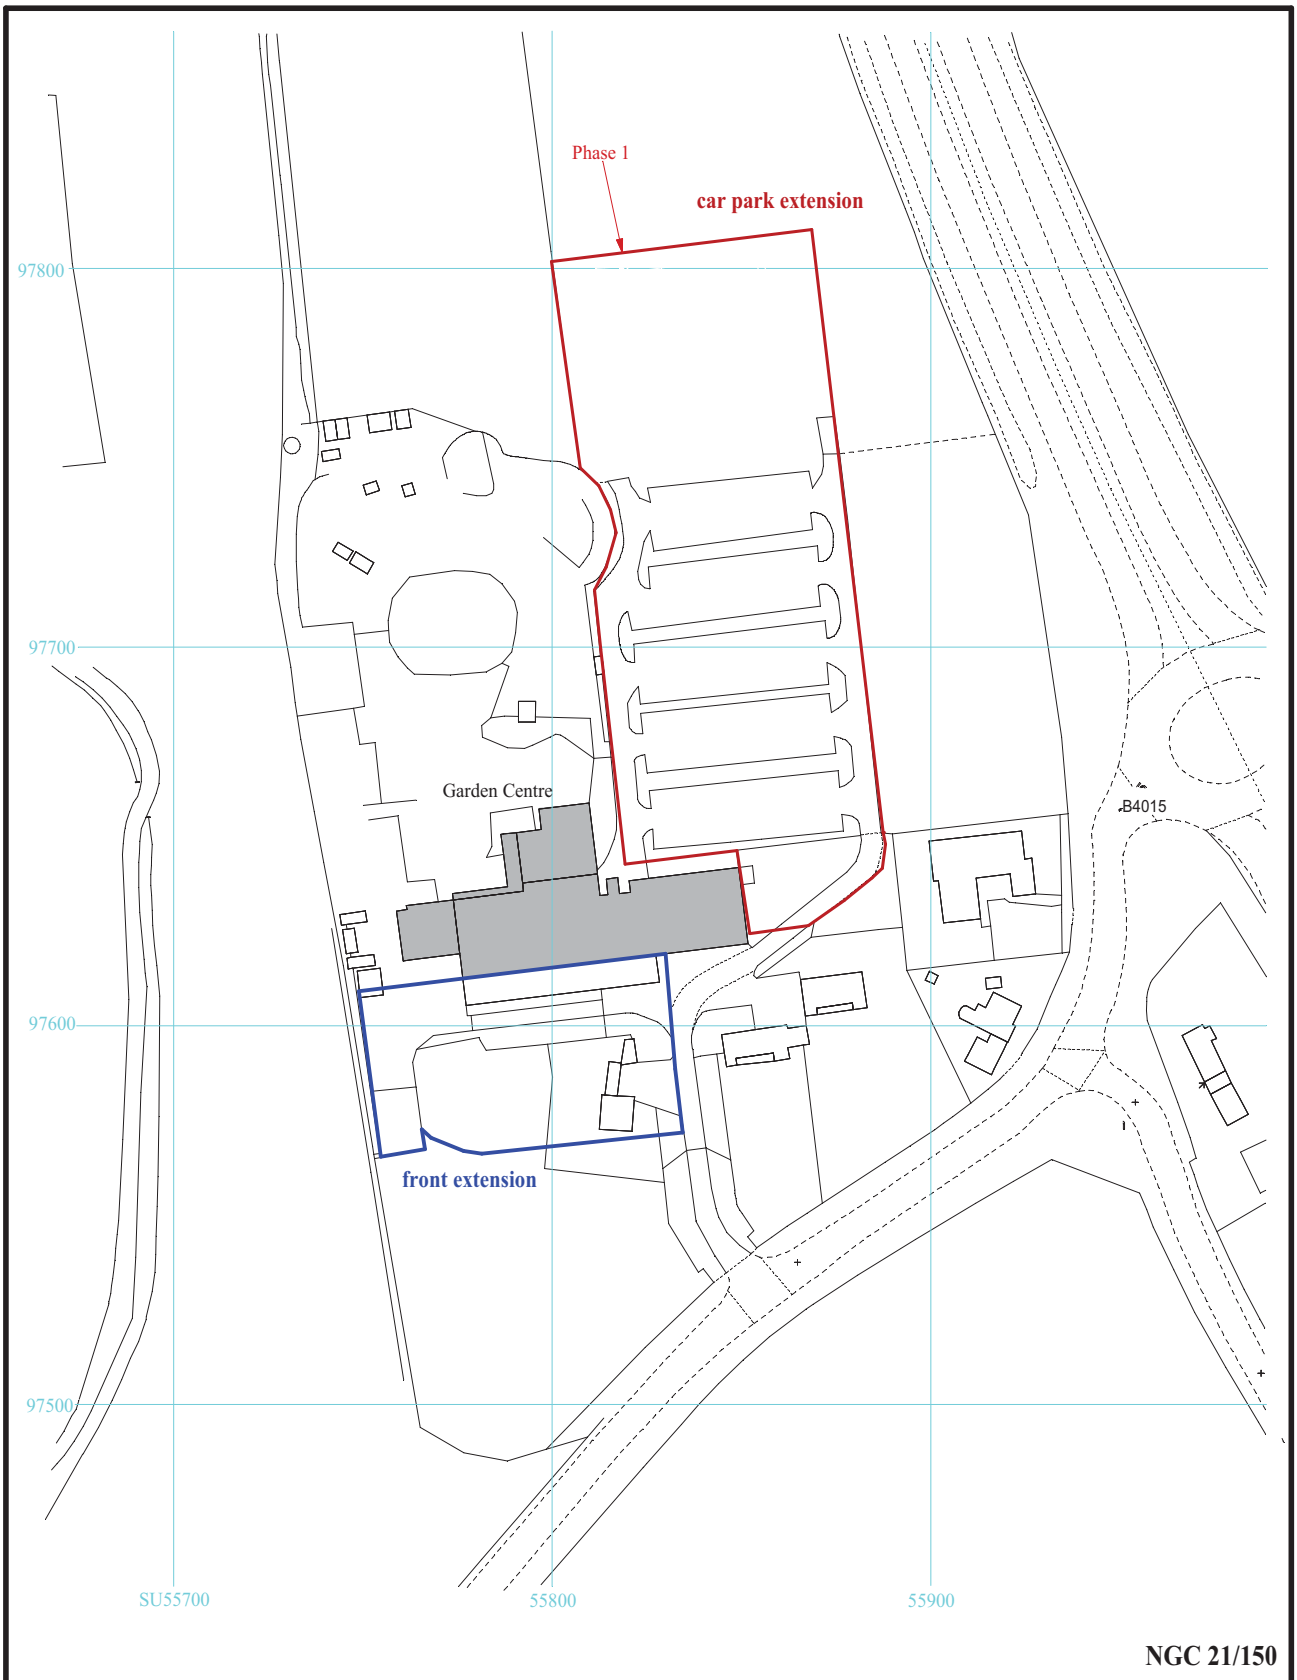 Phase 1
car park extension
97800
97700
Garden Centre
B4015
97600
front extension
97500
SU55700
55800
55900
NGC 21/150